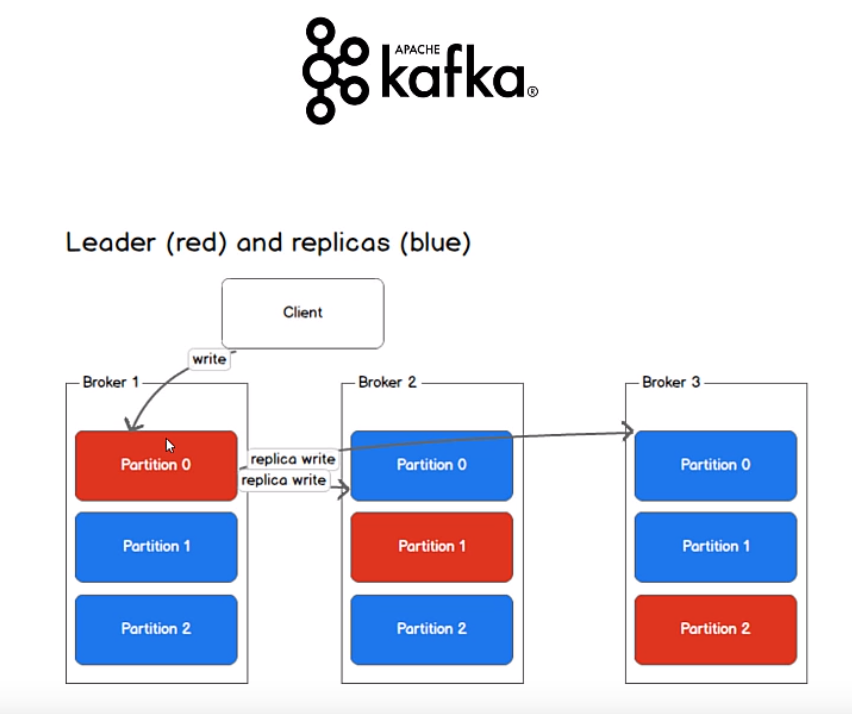 APACHE
kafka®
Leader (red) and replicas (blue)
Client
write
Broker 1
Broker 2
Broker 3
Partition 0
replica write
replica write
Partition 0
Partition 0
Partition 1
Partition 1
Partition 1
Partition 2
Partition 2
Partition 2